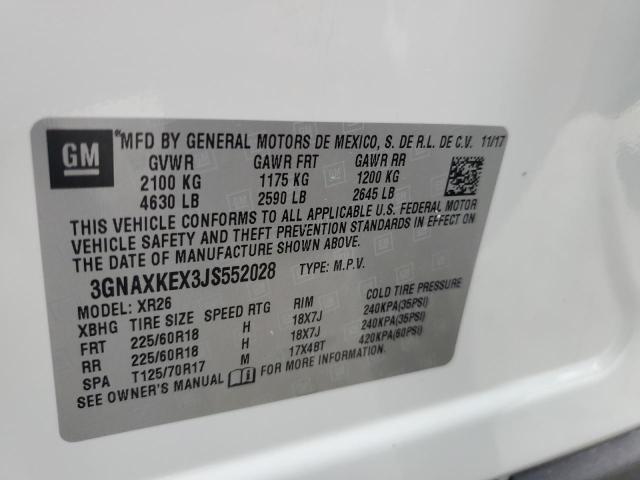 GM
MFD BY GENERAL MOTORS DE MEXICO, S. DE R.L. DE C.V. 11/17
GVWR GAWR FRT GAWR RR
2100 KG 1175 KG 1200 KG
4630 LB 2590 LB 2645 LB
THIS VEHICLE CONFORMS TO ALL APPLICABLE U.S. FEDERAL MOTOR
VEHICLE SAFETY AND THEFT PREVENTION STANDARDS IN EFFECT ON
THE DATE OF MANUFACTURE SHOWN ABOVE.
3GNAXKEX3JS552028 TYPE: M.P.V.
MODEL: XR26
XBHG TIRE SIZE SPEED RTG RIM COLD TIRE PRESSURE
FRT 225/60R18 H 18X7J 240KPA(35PSI)
RR 225/60R18 H 18X7J 240KPA(35PSI)
SPA T125/70R17 M 17X4BT 420KPA(60PSI)
SEE OWNER'S MANUAL FOR MORE INFORMATION.